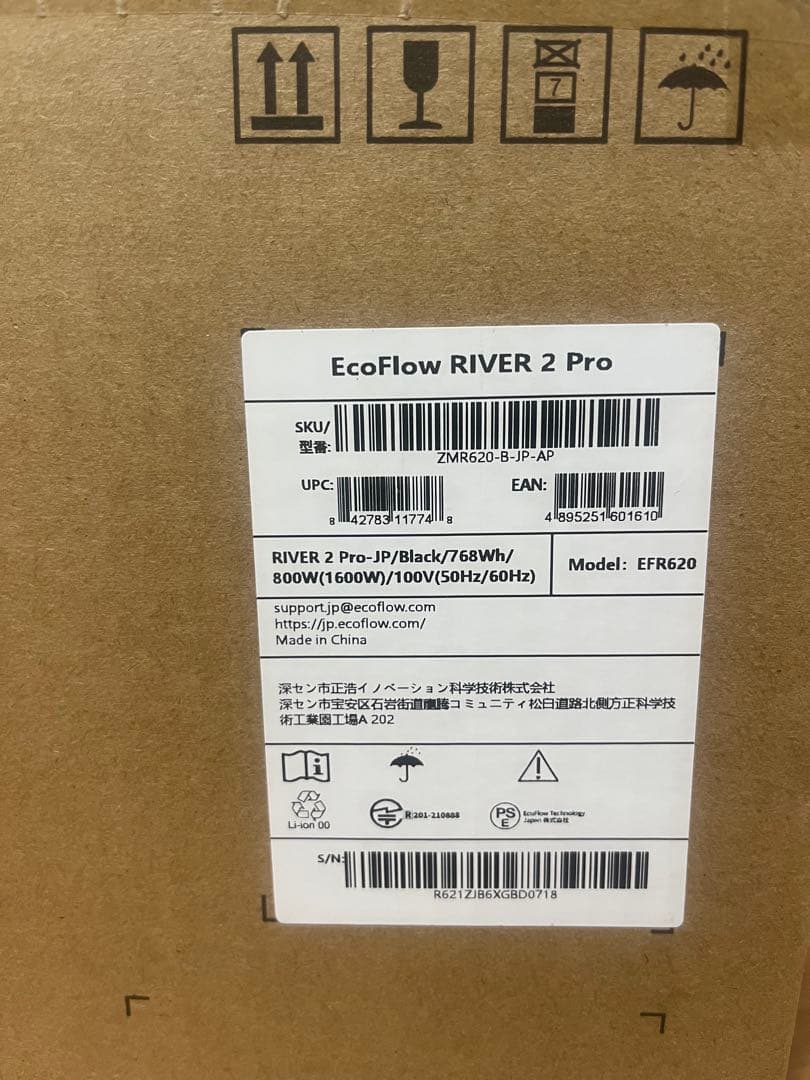 7
EcoFlow RIVER 2 Pro
SKU/
型番:
ZMR620-B-JP-AP
UPC:
8 42783 11774 8
EAN:
4 895251 601610
RIVER 2 Pro-JP/Black/768Wh/
800W(1600W)/100V(50Hz/60Hz)
Model: EFR620
support.jp@ecoflow.com
https://jp.ecoflow.com/
Made in China
深セン市正浩イノベーション科学技術株式会社
深セン市宝安区石岩街道鷹騰コミュニティ松白道路北側方正科学技
術工業園工場A 202
Li-ion 00
R 201-210888
PS
E
EcoFlow Technology
Japan 株式会社
S/N:
R621ZJB6XGBD0718